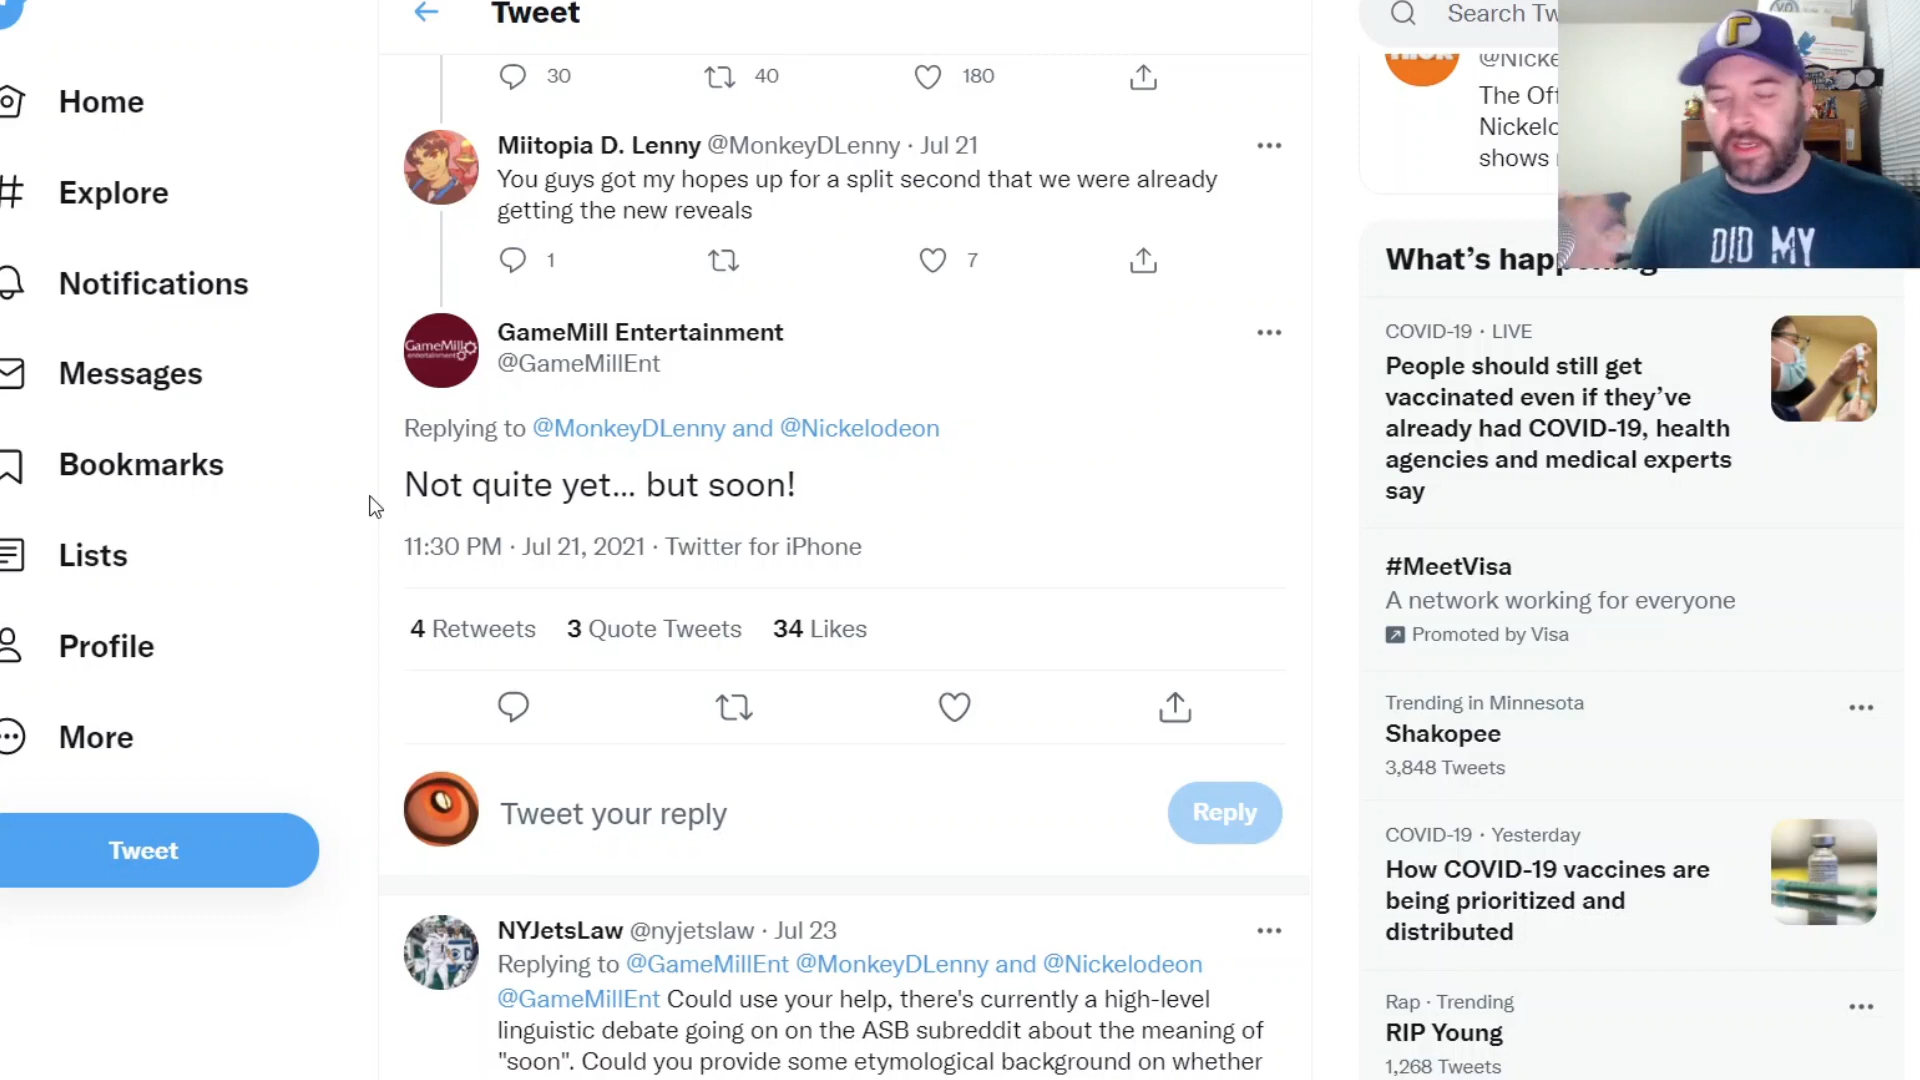 Tweet
Search Tw
Home
Explore
Notifications
Messages
Bookmarks
Lists
Profile
More
Tweet
30 40 180
Miitopia D. Lenny @MonkeyDLenny · Jul 21
You guys got my hopes up for a split second that we were already
getting the new reveals
1 7
GameMill Entertainment
@GameMillEnt
Replying to @MonkeyDLenny and @Nickelodeon
Not quite yet... but soon!
11:30 PM · Jul 21, 2021 · Twitter for iPhone
4 Retweets 3 Quote Tweets 34 Likes
Tweet your reply
Reply
NYJetsLaw @nyjetslaw · Jul 23
Replying to @GameMillEnt @MonkeyDLenny and @Nickelodeon
@GameMillEnt Could use your help, there's currently a high-level
linguistic debate going on on the ASB subreddit about the meaning of
"soon". Could you provide some etymological background on whether
GameMill
entertainment
@Nicke
The Off
Nickelo
shows
DID MY
What's happening
COVID-19 · LIVE
People should still get
vaccinated even if they've
already had COVID-19, health
agencies and medical experts
say
#MeetVisa
A network working for everyone
Promoted by Visa
Trending in Minnesota
Shakopee
3,848 Tweets
COVID-19 · Yesterday
How COVID-19 vaccines are
being prioritized and
distributed
Rap · Trending
RIP Young
1,268 Tweets